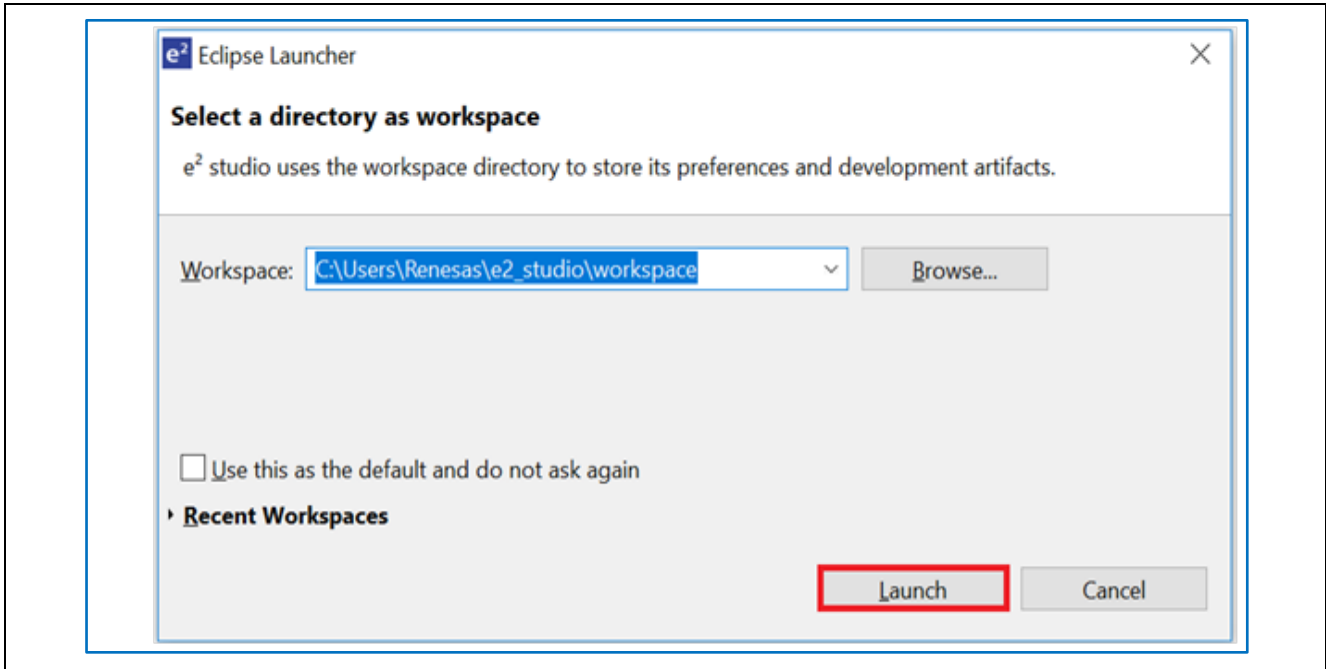 e² Eclipse Launcher
Select a directory as workspace
e² studio uses the workspace directory to store its preferences and development artifacts.
Workspace: C:\Users\Renesas\e2_studio\workspace Browse...
Use this as the default and do not ask again
Recent Workspaces
Launch Cancel